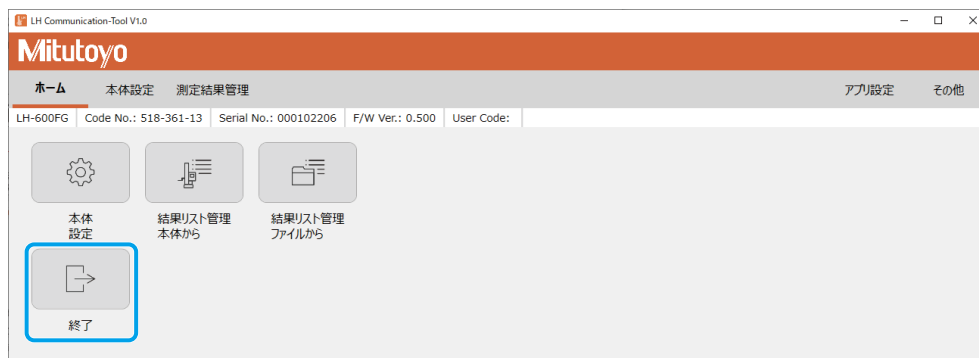 LH Communication-Tool V1.0
Mitutoyo
ホーム 本体設定 測定結果管理 アプリ設定 その他
LH-600FG Code No.: 518-361-13 Serial No.: 000102206 F/W Ver.: 0.500 User Code:
本体
設定
結果リスト管理
本体から
結果リスト管理
ファイルから
終了